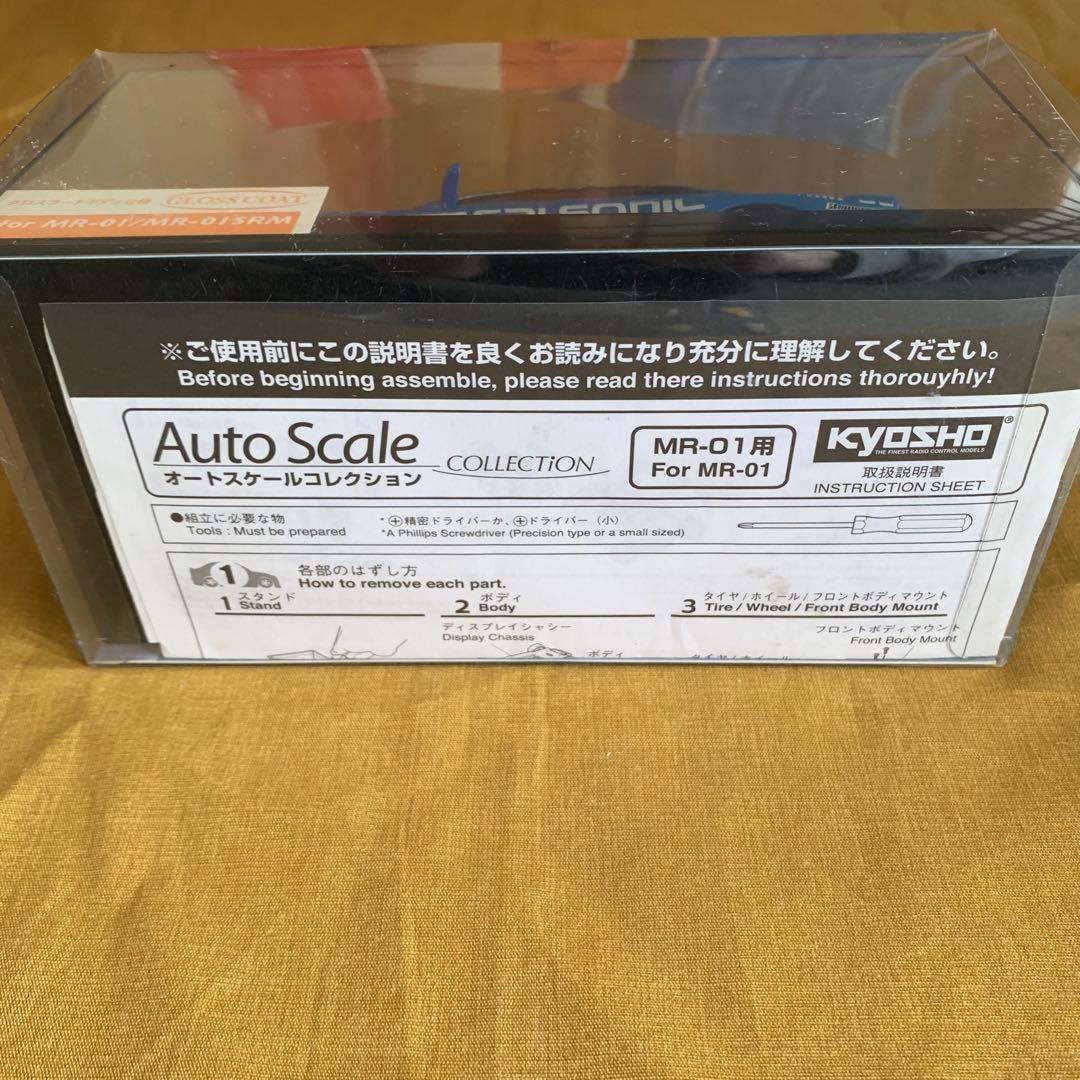 GLOSS COAT
for MR-01/MR-01SRM
※ご使用前にこの説明書を良くお読みになり充分に理解してください。
Before beginning assemble, please read there instructions thorouyhly!
Auto Scale COLLECTiON
オートスケールコレクション
MR-01用
For MR-01
KYOSHO®
THE FINEST RADIO CONTROL MODELS
取扱説明書
INSTRUCTION SHEET
●組立に必要な物
Tools : Must be prepared
*⊕精密ドライバーか、⊕ドライバー(小)
*A Phillips Screwdriver (Precision type or a small sized)
1 各部のはずし方
How to remove each part.
1 スタンド
Stand
2 ボディ
Body
3 タイヤ/ホイール/フロントボディマウント
Tire / Wheel / Front Body Mount
ディスプレイシャシー
Display Chassis
ボディ
フロントボディマウント
Front Body Mount
タイヤ/ホイール